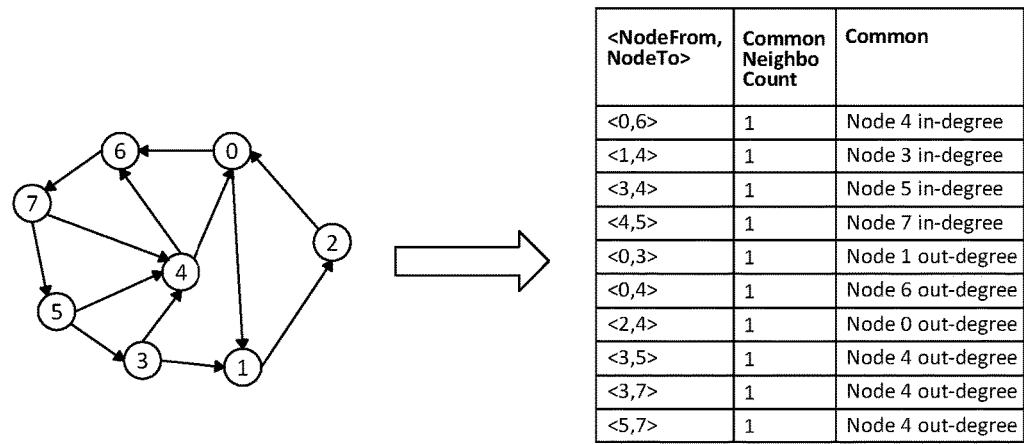 6
0
7
2
4
5
3
1
<NodeFrom,
NodeTo>
Common
Neighbo
Count
Common
<0,6> 1 Node 4 in-degree
<1,4> 1 Node 3 in-degree
<3,4> 1 Node 5 in-degree
<4,5> 1 Node 7 in-degree
<0,3> 1 Node 1 out-degree
<0,4> 1 Node 6 out-degree
<2,4> 1 Node 0 out-degree
<3,5> 1 Node 4 out-degree
<3,7> 1 Node 4 out-degree
<5,7> 1 Node 4 out-degree